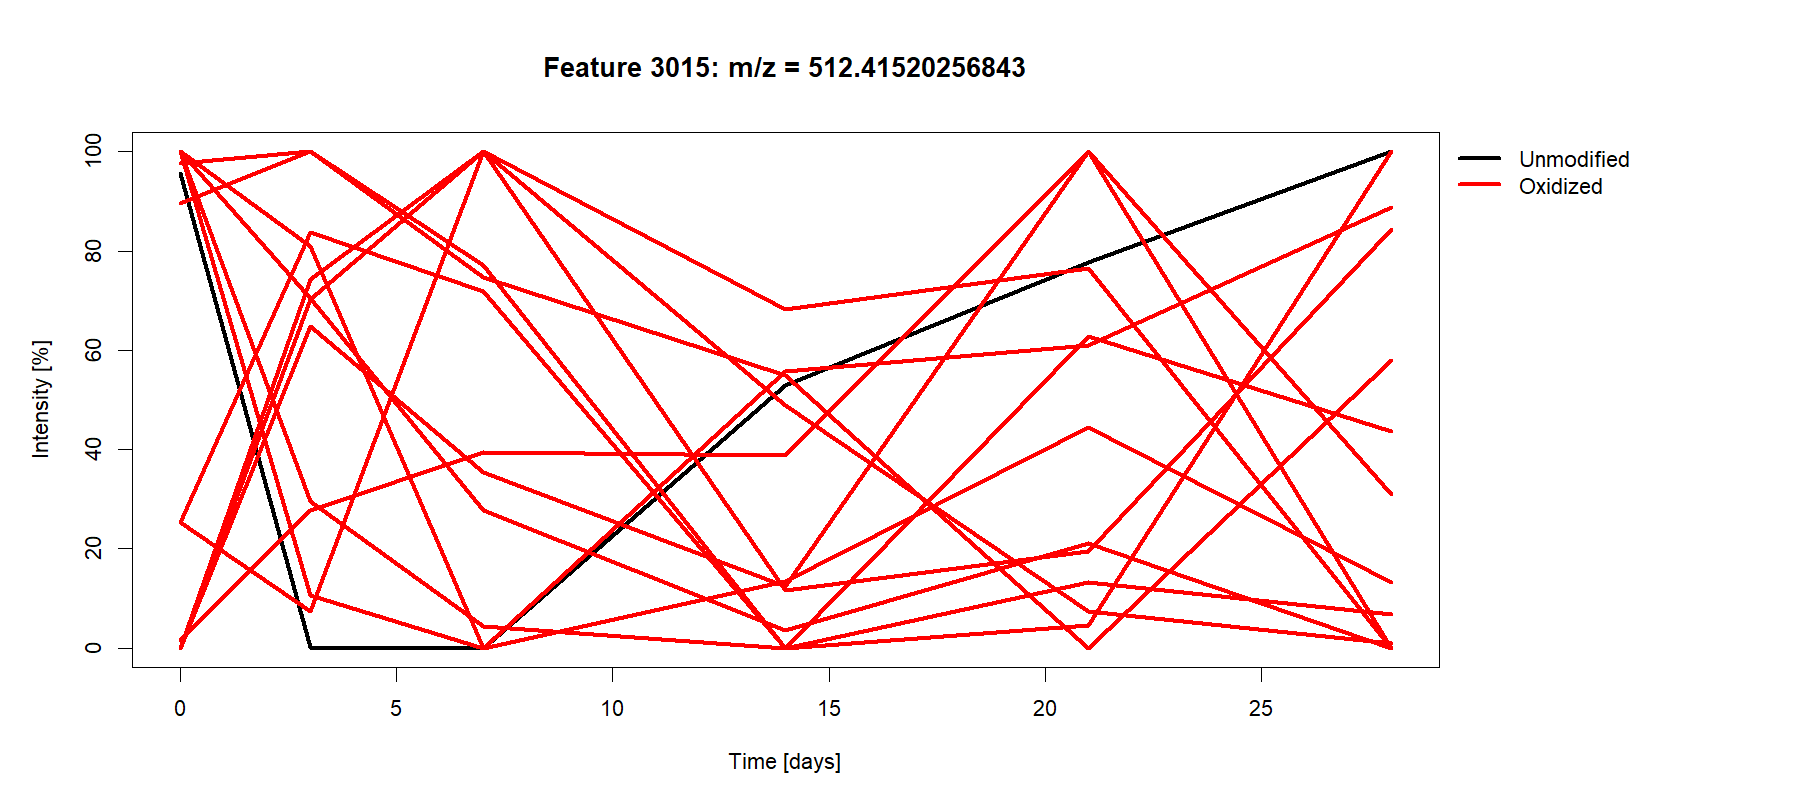 Feature 3015: m/z = 512.41520256843
Unmodified
Oxidized
Intensity [%]
100
80
60
40
20
0
0 5 10 15 20 25
Time [days]